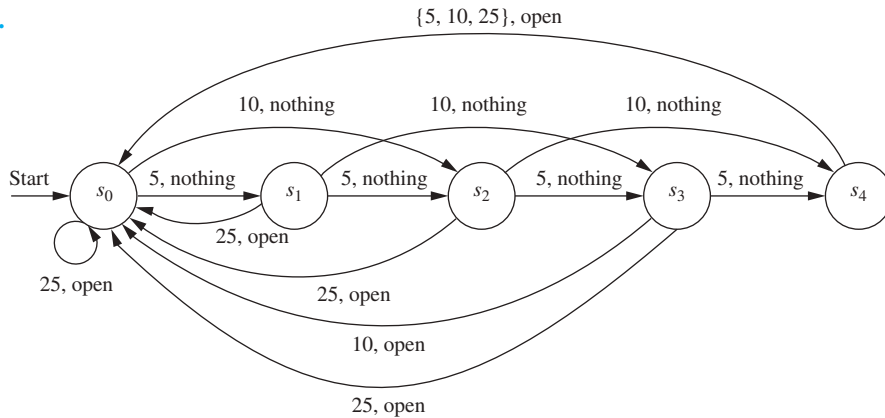 {5, 10, 25}, open
10, nothing 10, nothing 10, nothing
Start s₀ 5, nothing s₁ 5, nothing s₂ 5, nothing s₃ 5, nothing s₄
25, open
25, open
25, open
10, open
25, open